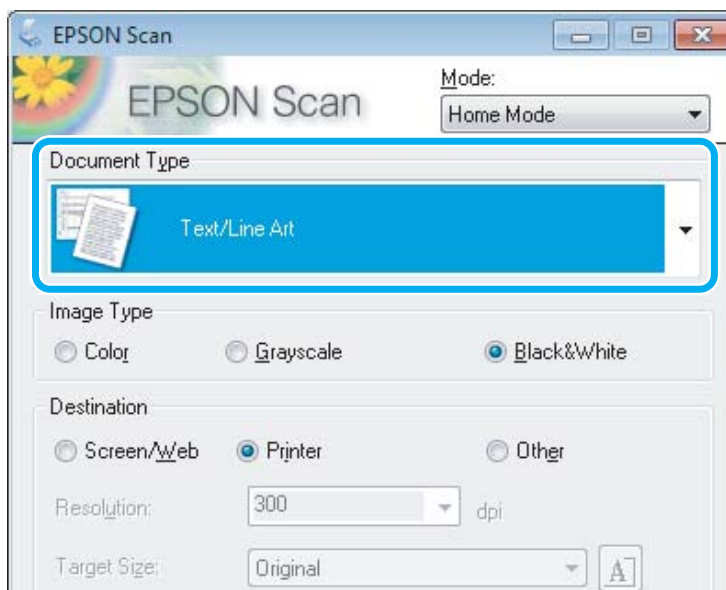 EPSON Scan
EPSON Scan
Mode:
Home Mode
Document Type
Text/Line Art
Image Type
Color Grayscale Black&White
Destination
Screen/Web Printer Other
Resolution: 300 dpi
Target Size: Original A